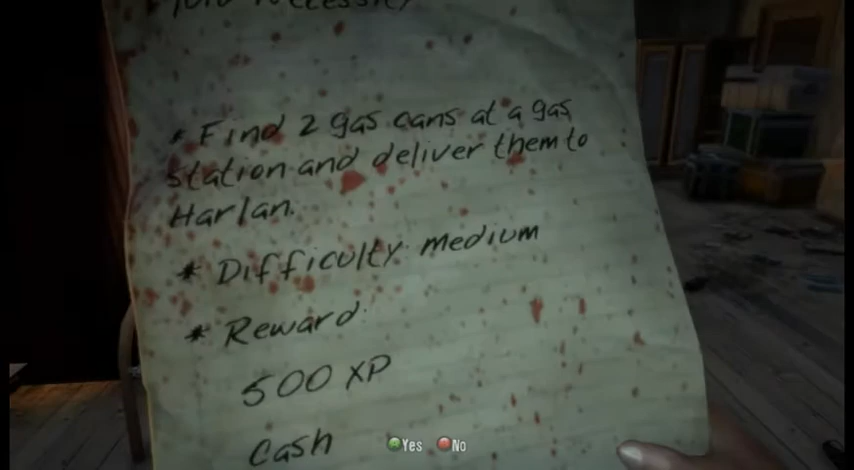 * Find 2 gas cans at a gas
station and deliver them to
Harlan.
* Difficulty medium
* Reward
500 XP
Cash
Yes No